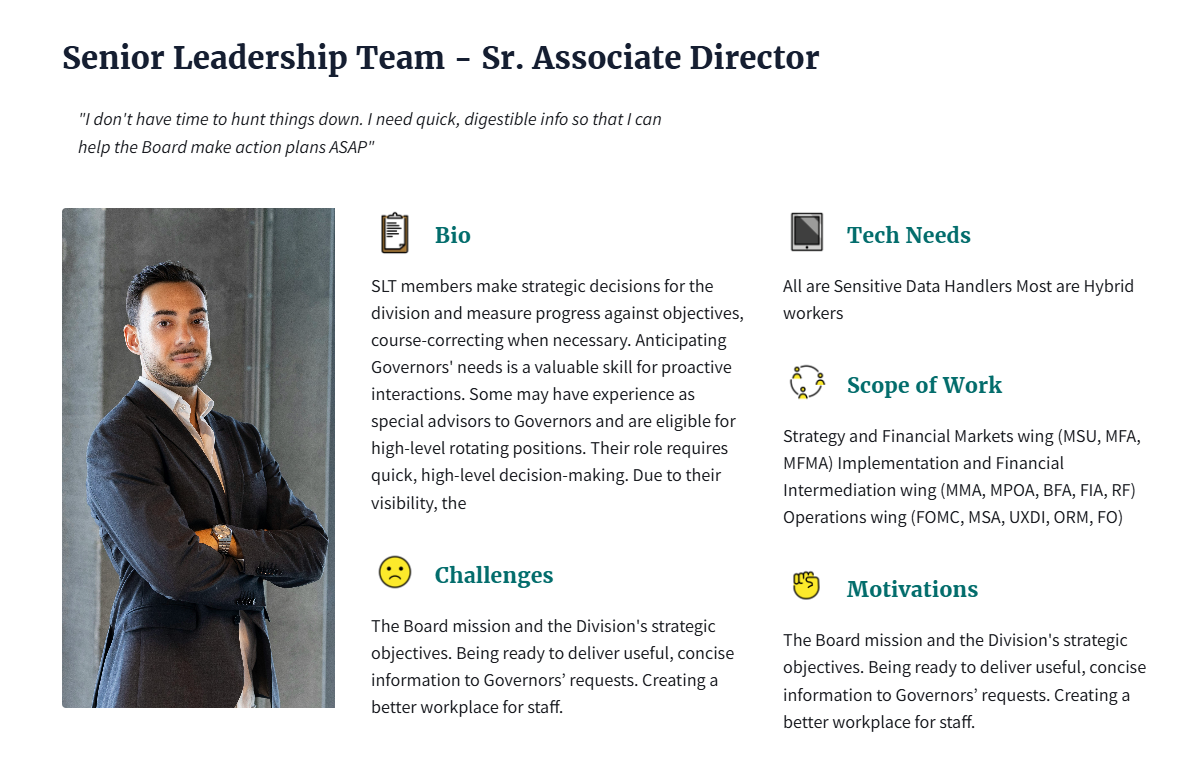 Senior Leadership Team - Sr. Associate Director
"I don't have time to hunt things down. I need quick, digestible info so that I can
help the Board make action plans ASAP"
Bio
SLT members make strategic decisions for the
division and measure progress against objectives,
course-correcting when necessary. Anticipating
Governors' needs is a valuable skill for proactive
interactions. Some may have experience as
special advisors to Governors and are eligible for
high-level rotating positions. Their role requires
quick, high-level decision-making. Due to their
visibility, the
Challenges
The Board mission and the Division's strategic
objectives. Being ready to deliver useful, concise
information to Governors’ requests. Creating a
better workplace for staff.
Tech Needs
All are Sensitive Data Handlers Most are Hybrid
workers
Scope of Work
Strategy and Financial Markets wing (MSU, MFA,
MFMA) Implementation and Financial
Intermediation wing (MMA, MPOA, BFA, FIA, RF)
Operations wing (FOMC, MSA, UXDI, ORM, FO)
Motivations
The Board mission and the Division's strategic
objectives. Being ready to deliver useful, concise
information to Governors’ requests. Creating a
better workplace for staff.